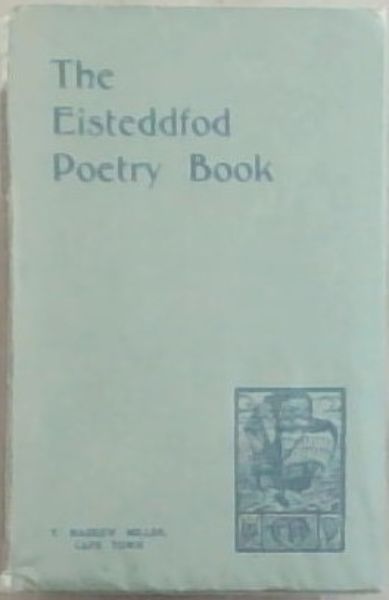 The
Eisteddfod
Poetry Book
T. MASKEW MILLER,
CAPE TOWN